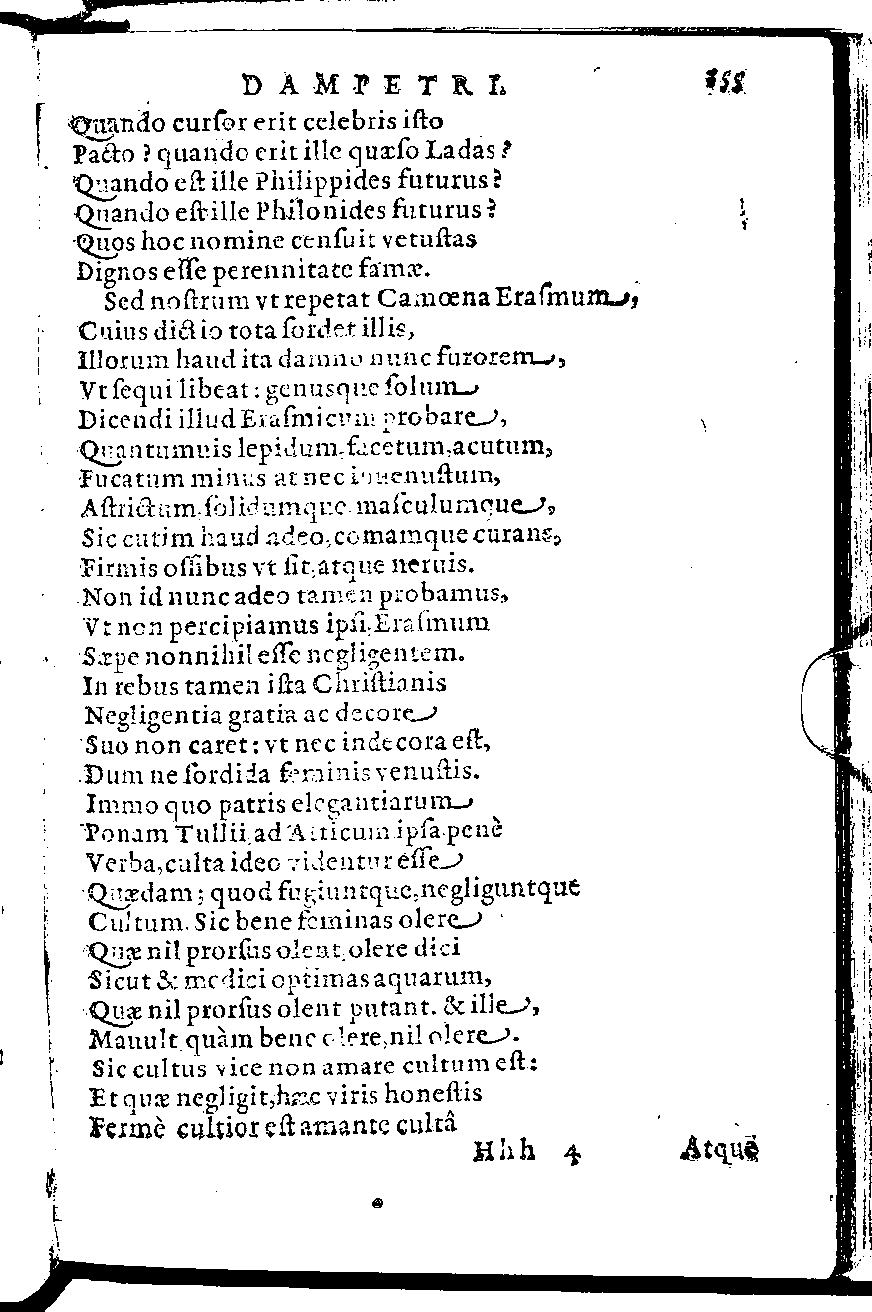 DAMPETRI.
Quando cursor erit celebris isto
Pacto? quando erit ille quæso Ladas?
Quando est ille Philippides futurus?
Quando est ille Philonides futurus?
Quos hoc nomine censuit vetustas
Dignos esse perennitate famæ.
Sed nostrum vt repetat Camœna Erasmum,
Cuius dictio tota sordet illis,
Illorum haud ita damno nunc furorem,
Vt sequi libeat: genusque solum
Dicendi illud Erasmicum probare,
Quantumuis lepidum, facetum, acutum,
Fucatum minus at nec inuenustum,
Astrictum, solidumque, masculumque,
Sic cutim haud adeo, comamque curans,
Firmis ossibus vt sit, atque neruis.
Non id nunc adeo tamen probamus,
Vt non percipiamus ipsi, Erasmum
Sæpe nonnihil esse negligentem.
In rebus tamen ista Christianis
Negligentia gratia ac decore
Suo non caret: vt nec indecora est,
Dum ne sordida feminis venustis.
Immo quo patris elegantiarum
Ponam Tullii, ad Atticum ipsa penè
Verba, culta ideo videntur esse
Quædam; quod fugiuntque, negliguntque
Cultum. Sic bene feminas olere
Quæ nil prorsus olent, olere dici
Sicut & medici optimas aquarum,
Quæ nil prorsus olent putant. & ille,
Mauult quàm bene olere, nil olere.
Sic cultus vice non amare cultum est:
Et quæ negligit, hæc viris honestis
Fermè cultior est amante cultâ
Hhh 4 Atque